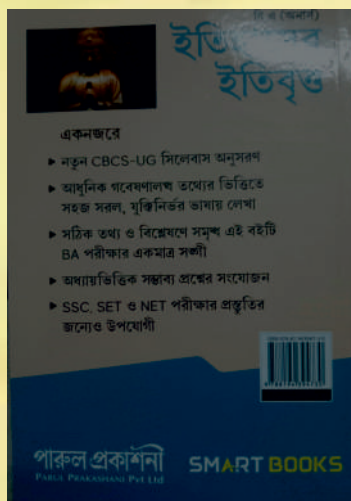 বি এ (অনার্স)
ইতিহাসের
ইতিবৃত্ত
একনজরে
▸ নতুন CBCS-UG সিলেবাস অনুসরণ
▸ আধুনিক গবেষণালব্ধ তথ্যের ভিত্তিতে
সহজ সরল, যুক্তিনির্ভর ভাষায় লেখা
▸ সঠিক তথ্য ও বিশ্লেষণে সমৃদ্ধ এই বইটি
BA পরীক্ষার একমাত্র সঙ্গী
▸ অধ্যায়ভিত্তিক সম্ভাব্য প্রশ্নের সংযোজন
▸ SSC, SET ও NET পরীক্ষার প্রস্তুতির
জন্যেও উপযোগী
পারুল প্রকাশনী
PARUL PRAKASHANI PVT LTD
SMART BOOKS